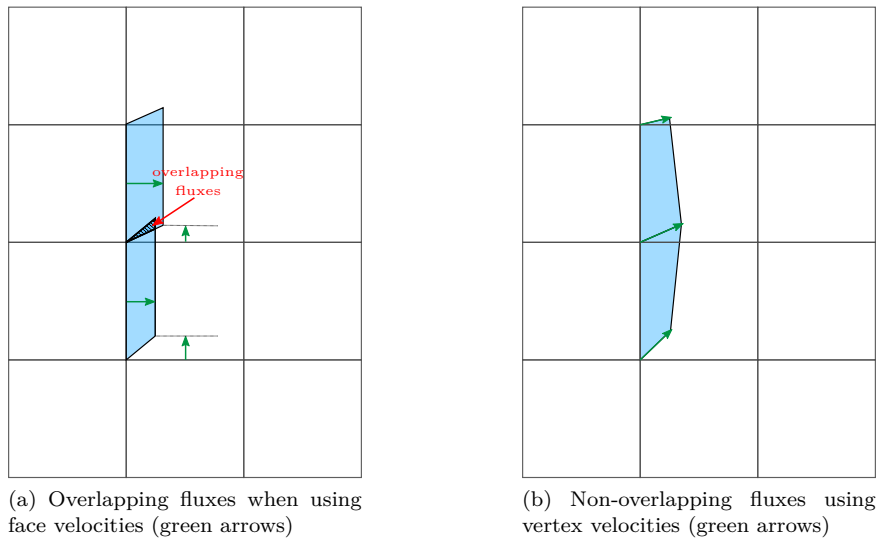 overlapping
fluxes
(a) Overlapping fluxes when using
face velocities (green arrows)
(b) Non-overlapping fluxes using
vertex velocities (green arrows)